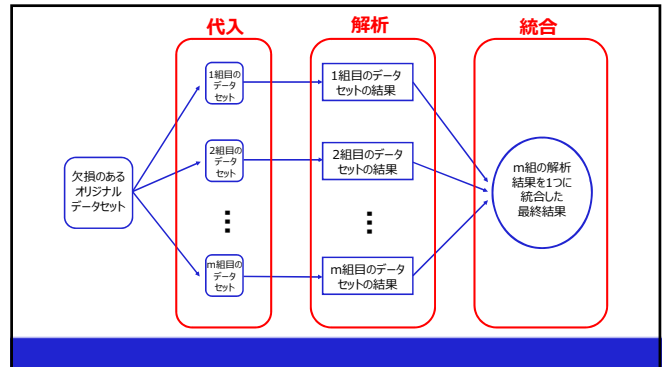 代入
解析
統合
欠損のある
オリジナル
データセット
1組目の
データ
セット
2組目の
データ
セット
⋮
m組目の
データ
セット
1組目のデータ
セットの結果
2組目のデータ
セットの結果
⋮
m組目のデータ
セットの結果
m組の解析
結果を1つに
統合した
最終結果